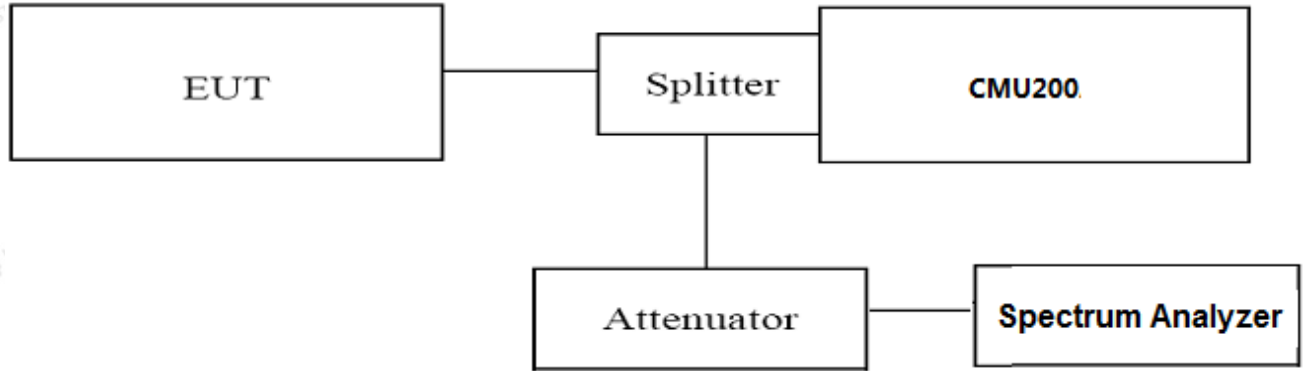 EUT
Splitter
CMU200
Attenuator
Spectrum Analyzer